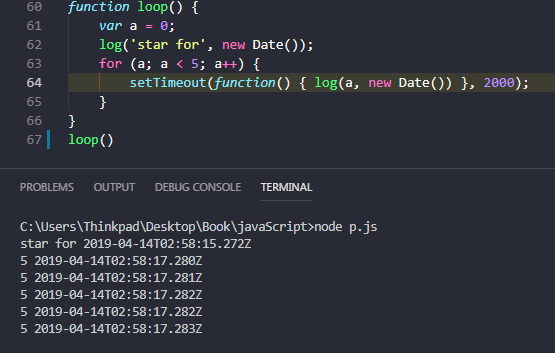 60 function loop() {
61 var a = 0;
62 log('star for', new Date());
63 for (a; a < 5; a++) {
64 setTimeout(function() { log(a, new Date()) }, 2000);
65 }
66 }
67 loop()
PROBLEMS OUTPUT DEBUG CONSOLE TERMINAL
C:\Users\Thinkpad\Desktop\Book\javaScript>node p.js
star for 2019-04-14T02:58:15.272Z
5 2019-04-14T02:58:17.280Z
5 2019-04-14T02:58:17.281Z
5 2019-04-14T02:58:17.282Z
5 2019-04-14T02:58:17.282Z
5 2019-04-14T02:58:17.283Z